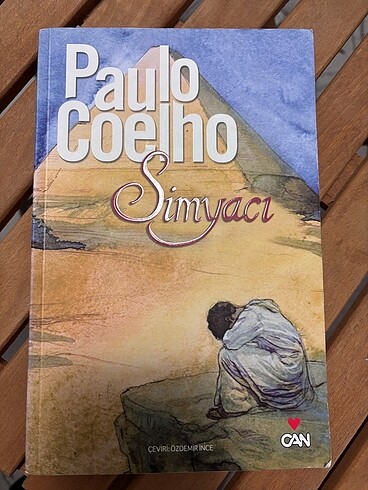 Paulo
Coelho
Simyacı
ÇEVİRİ: ÖZDEMİR İNCE
CAN